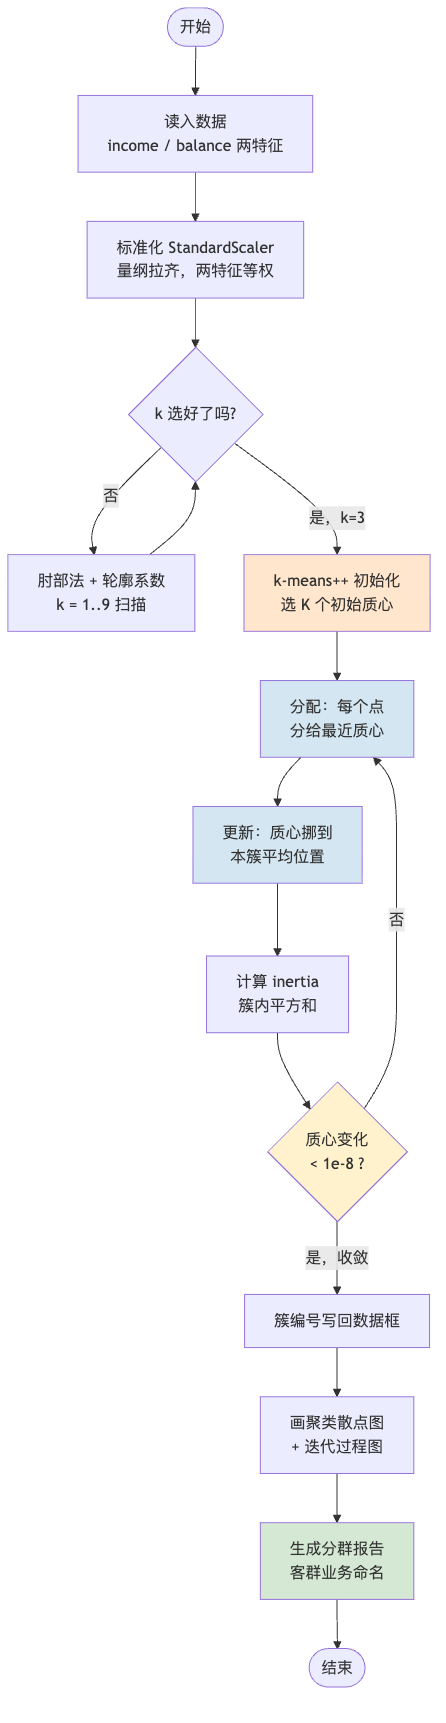 开始
读入数据
income / balance 两特征
标准化 StandardScaler
量纲拉齐，两特征等权
k 选好了吗?
否
是，k=3
肘部法 + 轮廓系数
k = 1..9 扫描
k-means++ 初始化
选 K 个初始质心
分配：每个点
分给最近质心
更新：质心挪到
本簇平均位置
否
计算 inertia
簇内平方和
质心变化
< 1e-8 ?
是，收敛
簇编号写回数据框
画聚类散点图
+ 迭代过程图
生成分群报告
客群业务命名
结束